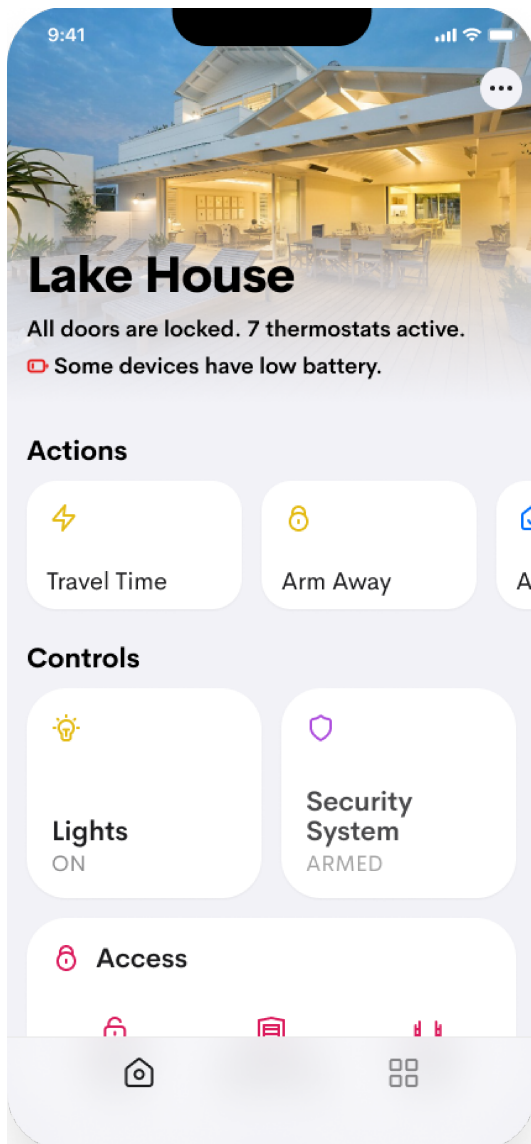 9:41
Lake House
All doors are locked. 7 thermostats active.
Some devices have low battery.
Actions
Travel Time
Arm Away
Controls
Lights
ON
Security
System
ARMED
Access